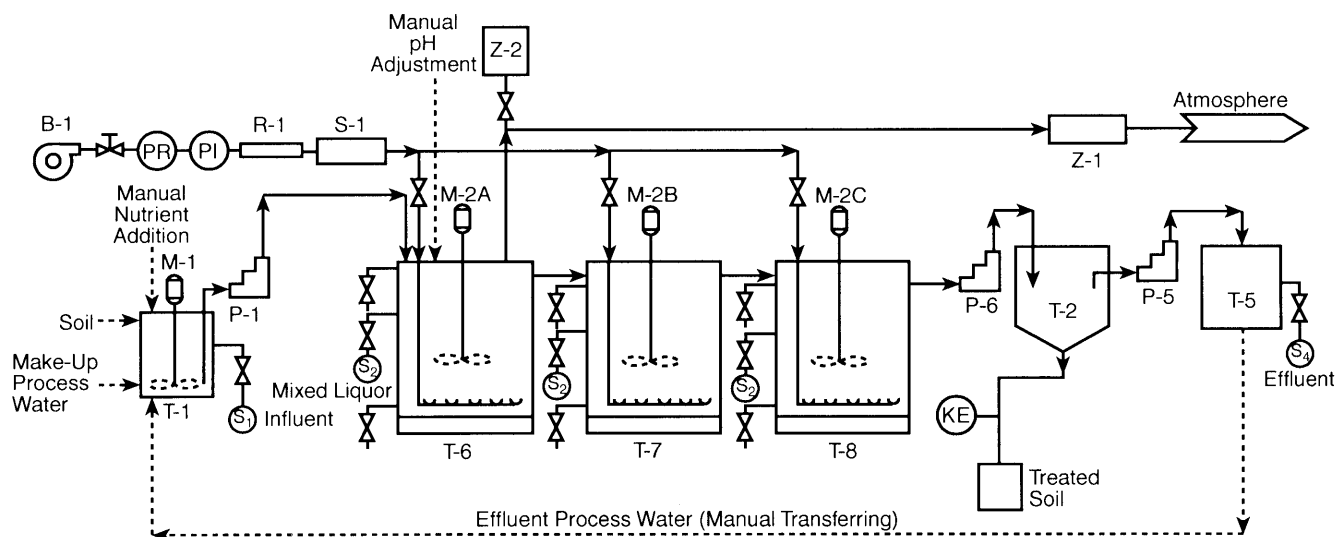 Manual
pH
Adjustment
Z-2
B-1
PR
PI
R-1
S-1
Atmosphere
Z-1
Manual
Nutrient
Addition
M-1
P-1
Soil
Make-Up
Process
Water
T-1
S1
Influent
M-2A
M-2B
M-2C
S2
Mixed Liquor
S2
S2
T-6
T-7
T-8
P-6
T-2
P-5
T-5
S4
Effluent
KE
Treated
Soil
Effluent Process Water (Manual Transferring)